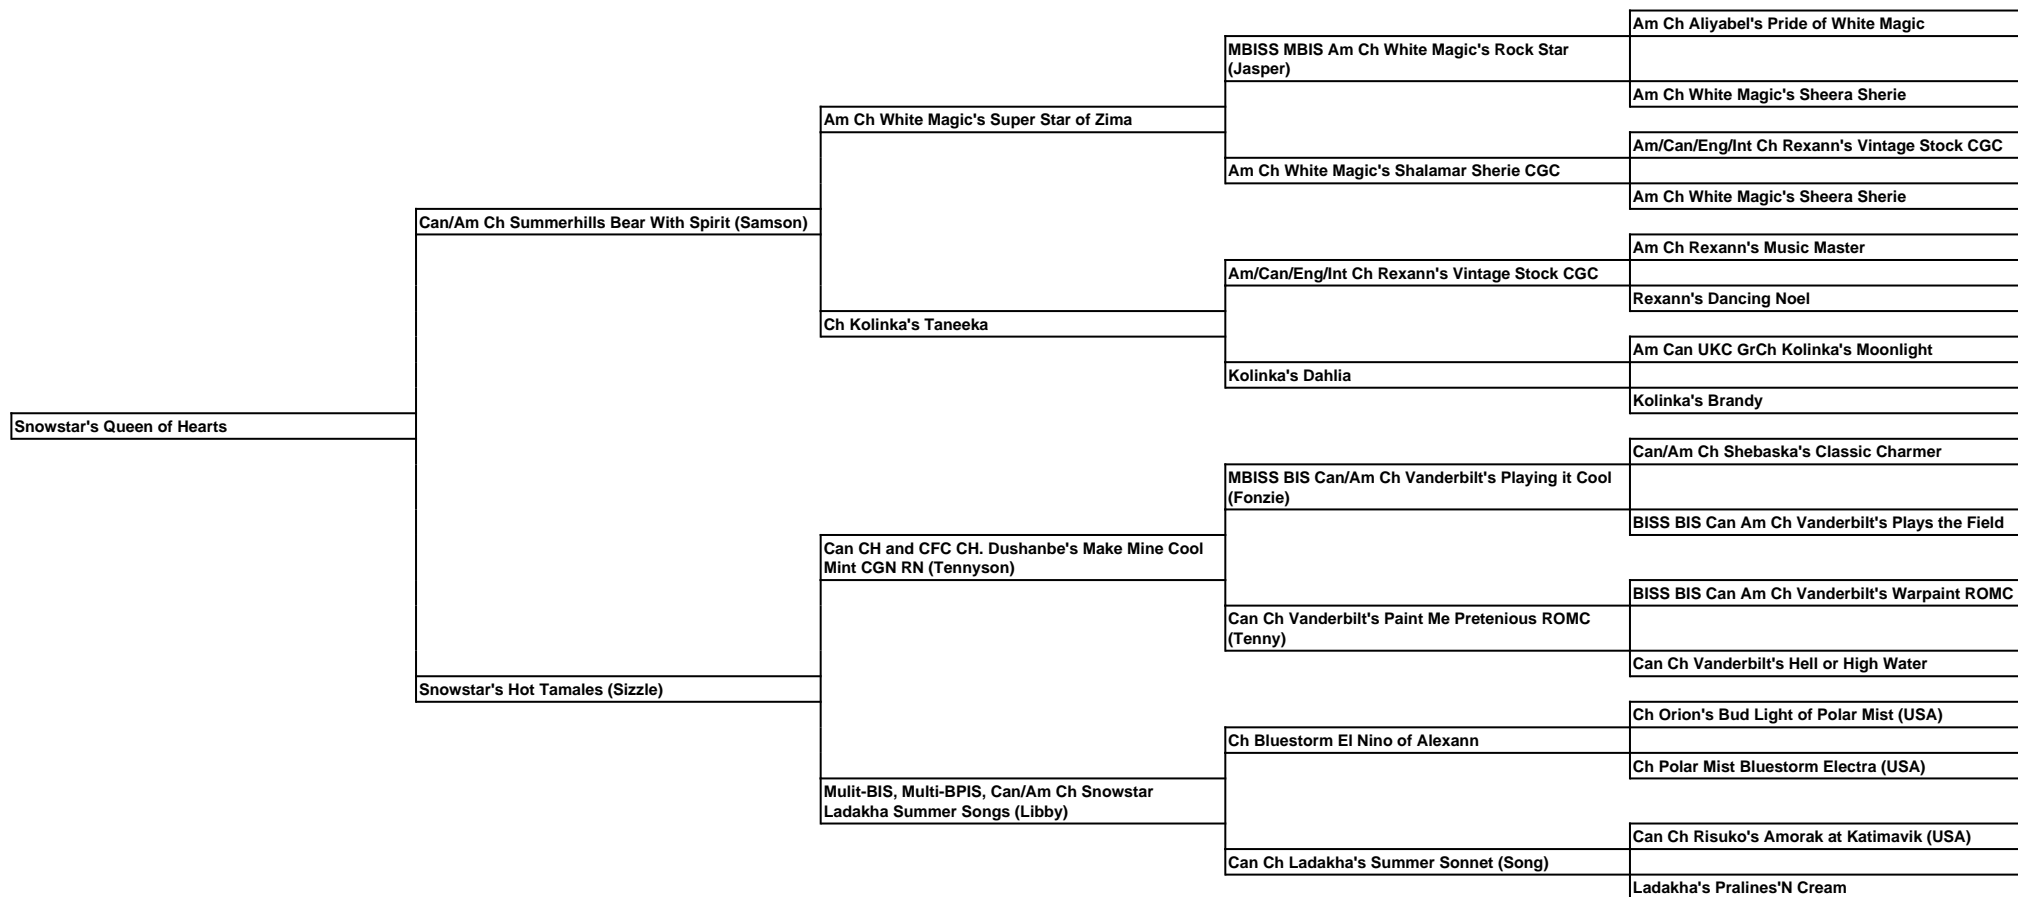 Am Ch Aliyabel's Pride of White Magic
MBISS MBIS Am Ch White Magic's Rock Star
(Jasper)
Am Ch White Magic's Sheera Sherie
Am Ch White Magic's Super Star of Zima
Am/Can/Eng/Int Ch Rexann's Vintage Stock CGC
Am Ch White Magic's Shalamar Sherie CGC
Am Ch White Magic's Sheera Sherie
Can/Am Ch Summerhills Bear With Spirit (Samson)
Am Ch Rexann's Music Master
Am/Can/Eng/Int Ch Rexann's Vintage Stock CGC
Rexann's Dancing Noel
Ch Kolinka's Taneeka
Am Can UKC GrCh Kolinka's Moonlight
Kolinka's Dahlia
Kolinka's Brandy
Snowstar's Queen of Hearts
Can/Am Ch Shebaska's Classic Charmer
MBISS BIS Can/Am Ch Vanderbilt's Playing it Cool
(Fonzie)
BISS BIS Can Am Ch Vanderbilt's Plays the Field
Can CH and CFC CH. Dushanbe's Make Mine Cool
Mint CGN RN (Tennyson)
BISS BIS Can Am Ch Vanderbilt's Warpaint ROMC
Can Ch Vanderbilt's Paint Me Pretenious ROMC
(Tenny)
Can Ch Vanderbilt's Hell or High Water
Snowstar's Hot Tamales (Sizzle)
Ch Orion's Bud Light of Polar Mist (USA)
Ch Bluestorm El Nino of Alexann
Ch Polar Mist Bluestorm Electra (USA)
Mulit-BIS, Multi-BPIS, Can/Am Ch Snowstar
Ladakha Summer Songs (Libby)
Can Ch Risuko's Amorak at Katimavik (USA)
Can Ch Ladakha's Summer Sonnet (Song)
Ladakha's Pralines'N Cream